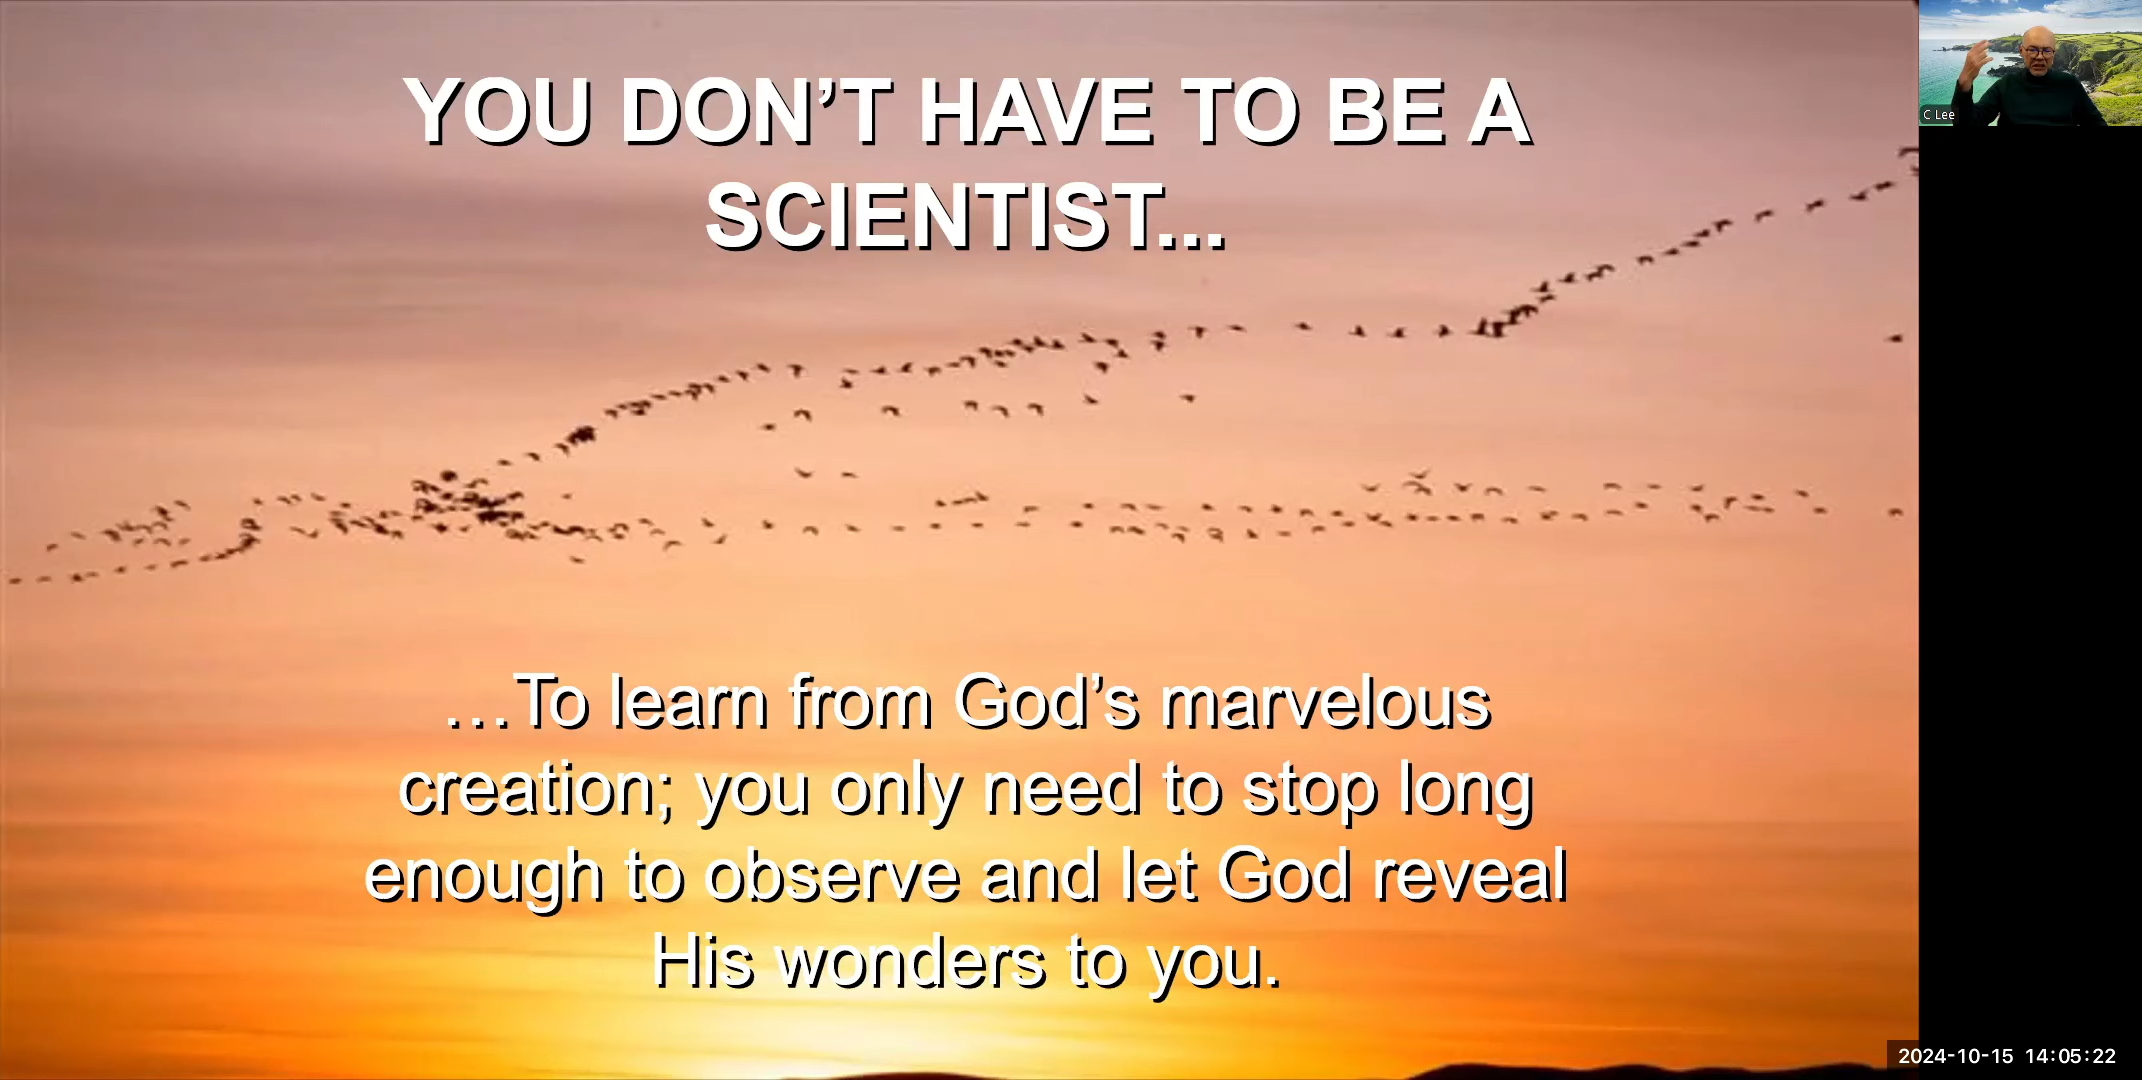 YOU DON’T HAVE TO BE A
SCIENTIST...
…To learn from God’s marvelous
creation; you only need to stop long
enough to observe and let God reveal
His wonders to you.
C Lee
2024-10-15 14:05:22